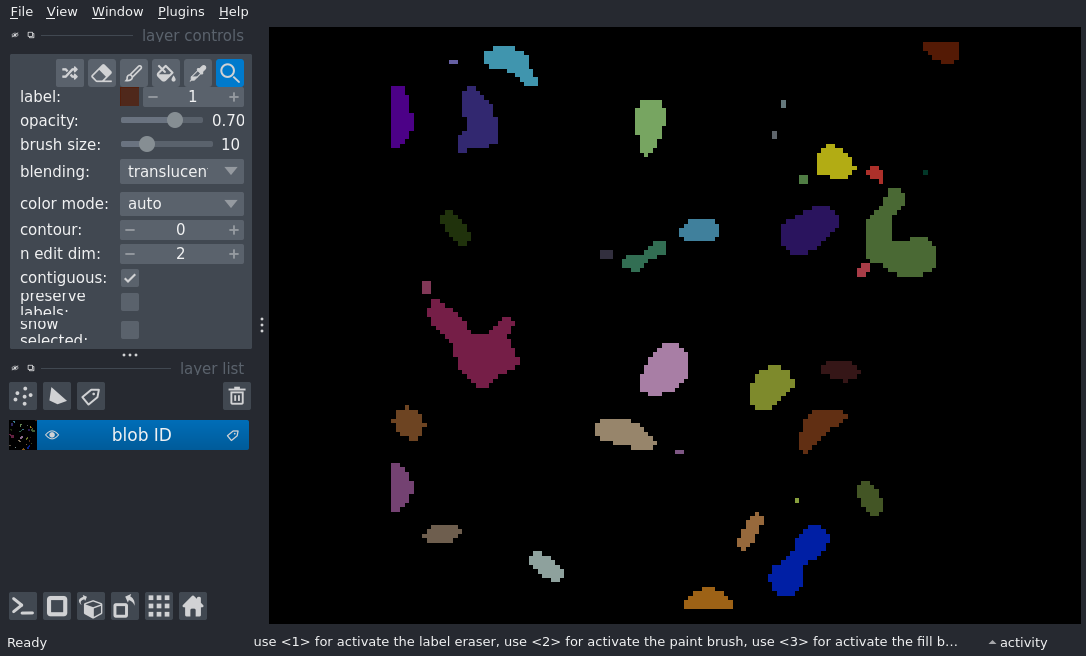 File View Window Plugins Help
layer controls
label: 1
opacity: 0.70
brush size: 10
blending: translucen
color mode: auto
contour: 0
n edit dim: 2
contiguous:
preserve
labels:
show
selected:
layer list
blob ID
Ready use <1> for activate the label eraser, use <2> for activate the paint brush, use <3> for activate the fill b... activity